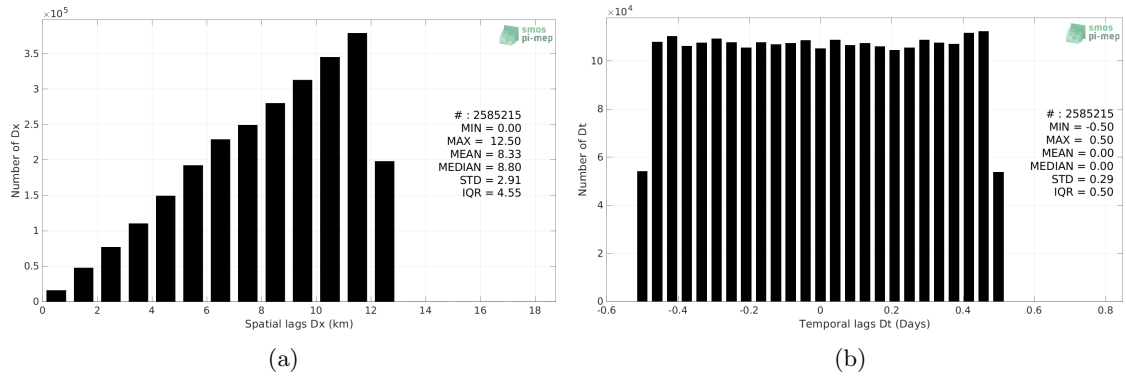 ×10⁵
smos
pi-mep
3.5
3
2.5
2
1.5
1
0.5
0
Number of Dx
# : 2585215
MIN = 0.00
MAX = 12.50
MEAN = 8.33
MEDIAN = 8.80
STD = 2.91
IQR = 4.55
0 2 4 6 8 10 12 14 16 18
Spatial lags Dx (km)
(a)
×10⁴
smos
pi-mep
10
8
6
4
2
0
Number of Dt
# : 2585215
MIN = -0.50
MAX = 0.50
MEAN = 0.00
MEDIAN = 0.00
STD = 0.29
IQR = 0.50
-0.6 -0.4 -0.2 0 0.2 0.4 0.6 0.8
Temporal lags Dt (Days)
(b)